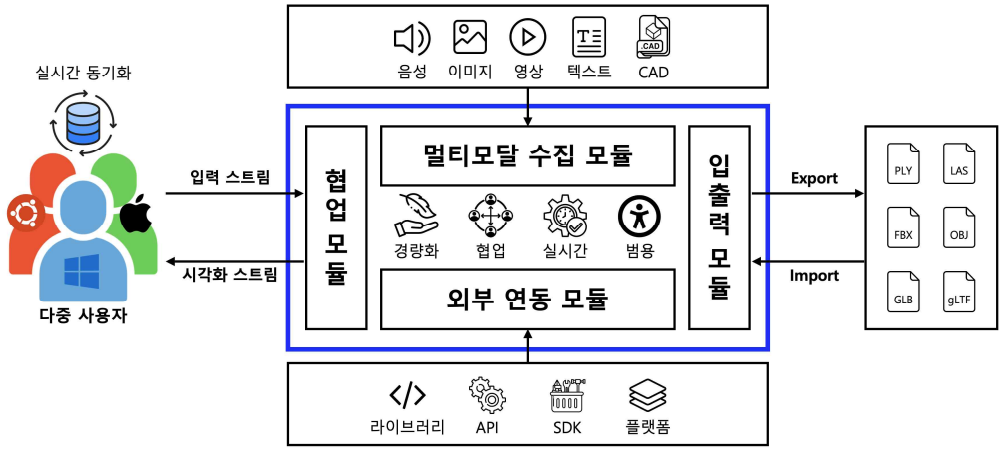 음성 이미지 영상 텍스트 CAD
.CAD
실시간 동기화
다중 사용자
입력 스트림
시각화 스트림
협업 모듈
멀티모달 수집 모듈
경량화 협업 실시간 범용
외부 연동 모듈
입출력 모듈
Export
Import
PLY LAS
FBX OBJ
GLB gLTF
라이브러리 API SDK 플랫폼